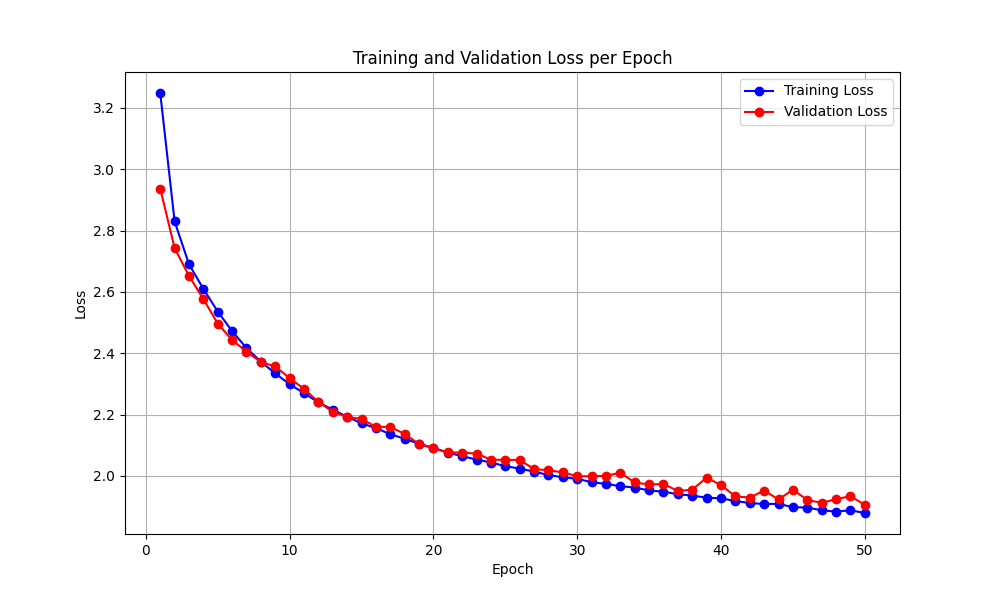 Training and Validation Loss per Epoch
Training Loss
Validation Loss
3.2
3.0
2.8
2.6
2.4
2.2
2.0
Loss
0
10
20
30
40
50
Epoch